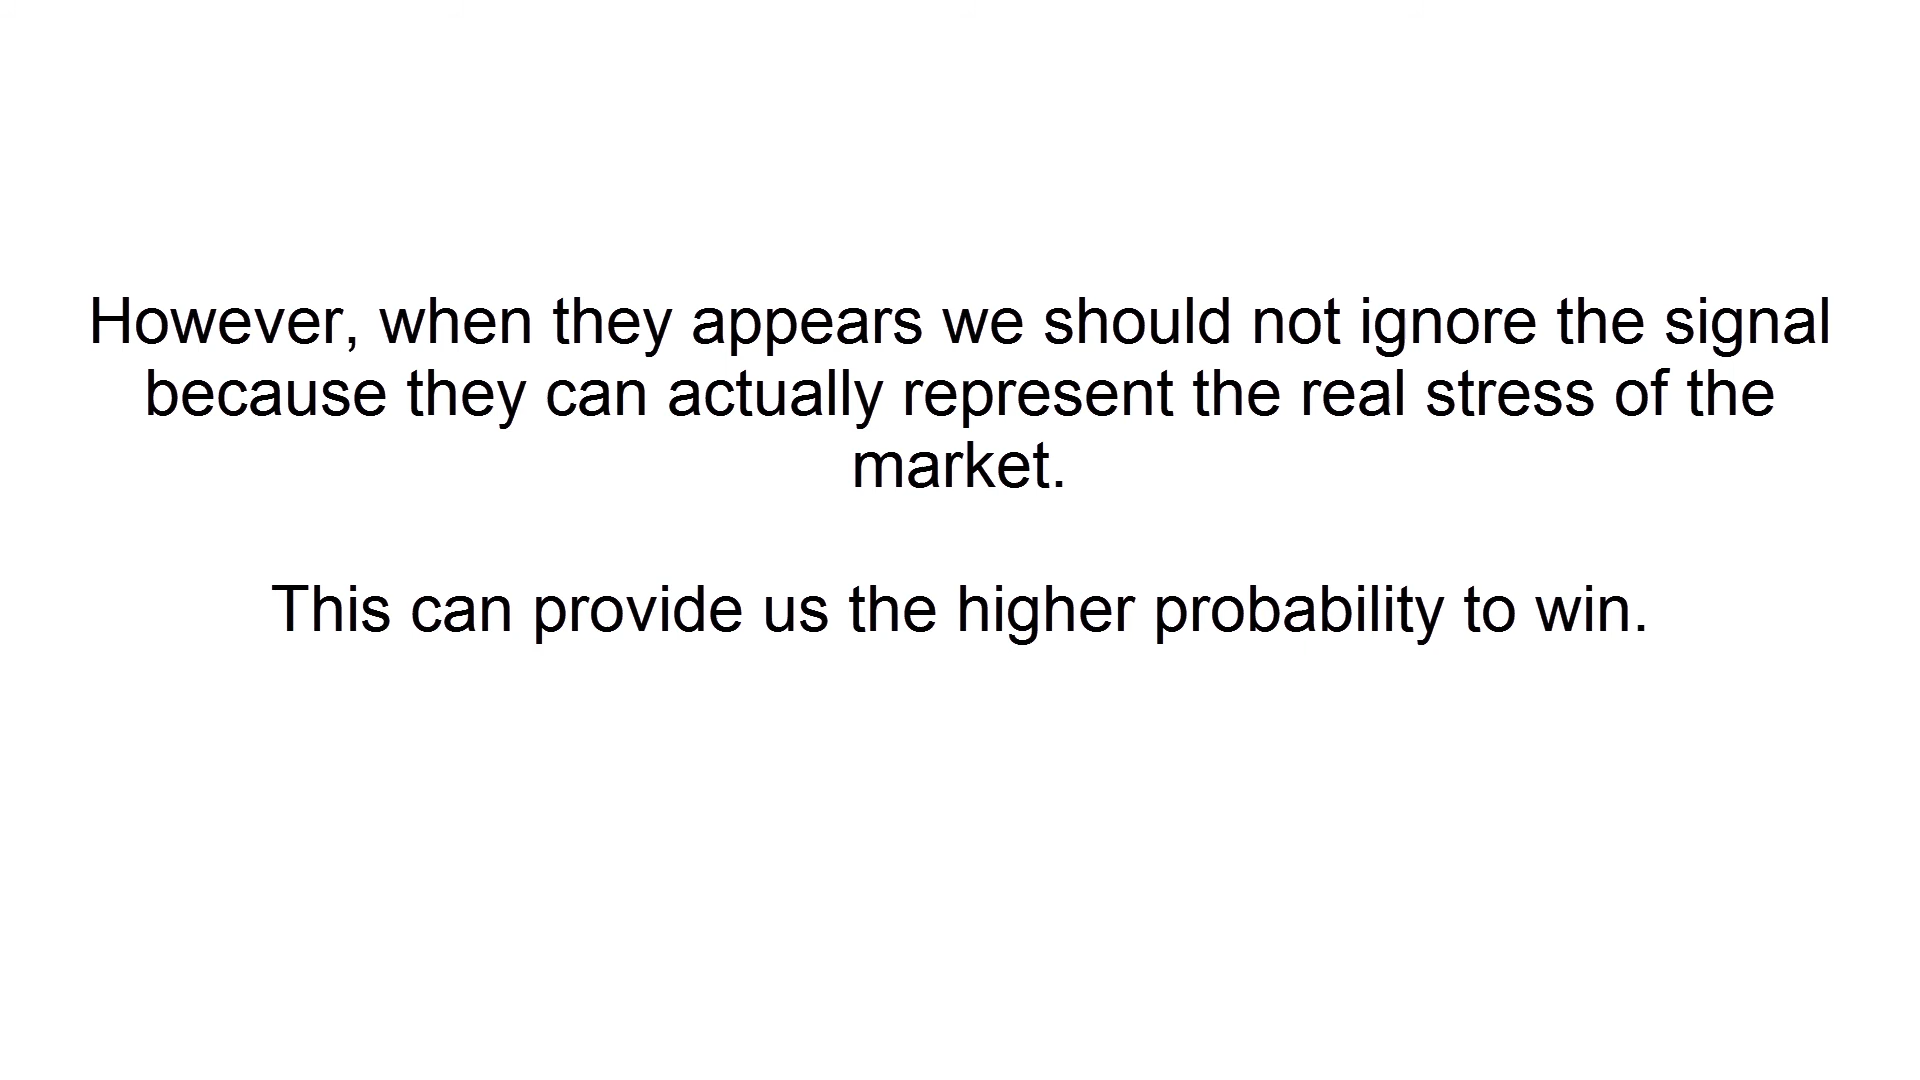 However, when they appears we should not ignore the signal
because they can actually represent the real stress of the
market.
This can provide us the higher probability to win.